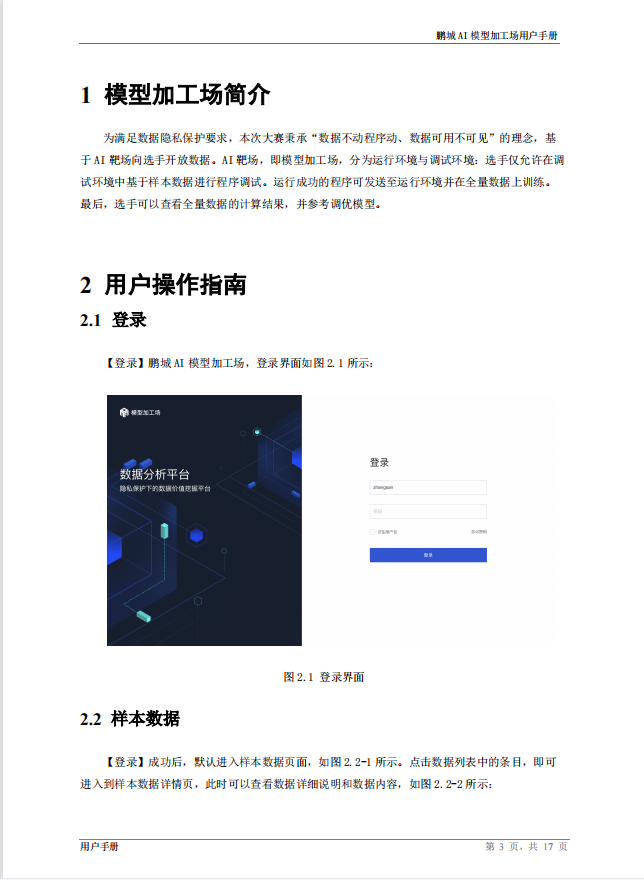 鹏城 AI 模型加工场用户手册
1 模型加工场简介
为满足数据隐私保护要求，本次大赛秉承“数据不动程序动、数据可用不可见”的理念，基
于 AI 靶场向选手开放数据。AI 靶场，即模型加工场，分为运行环境与调试环境：选手仅允许在调
试环境中基于样本数据进行程序调试。运行成功的程序可发送至运行环境并在全量数据上训练。
最后，选手可以查看全量数据的计算结果，并参考调优模型。
2 用户操作指南
2.1 登录
【登录】鹏城 AI 模型加工场，登录界面如图 2.1 所示：
模型加工场
数据分析平台
隐私保护下的数据价值挖掘平台
登录
zhangsan
密码
记住用户名
忘记密码
登录
图 2.1 登录界面
2.2 样本数据
【登录】成功后，默认进入样本数据页面，如图 2.2-1 所示。点击数据列表中的条目，即可
进入到样本数据详情页，此时可以查看数据详细说明和数据内容，如图 2.2-2 所示：
用户手册
第 3 页，共 17 页